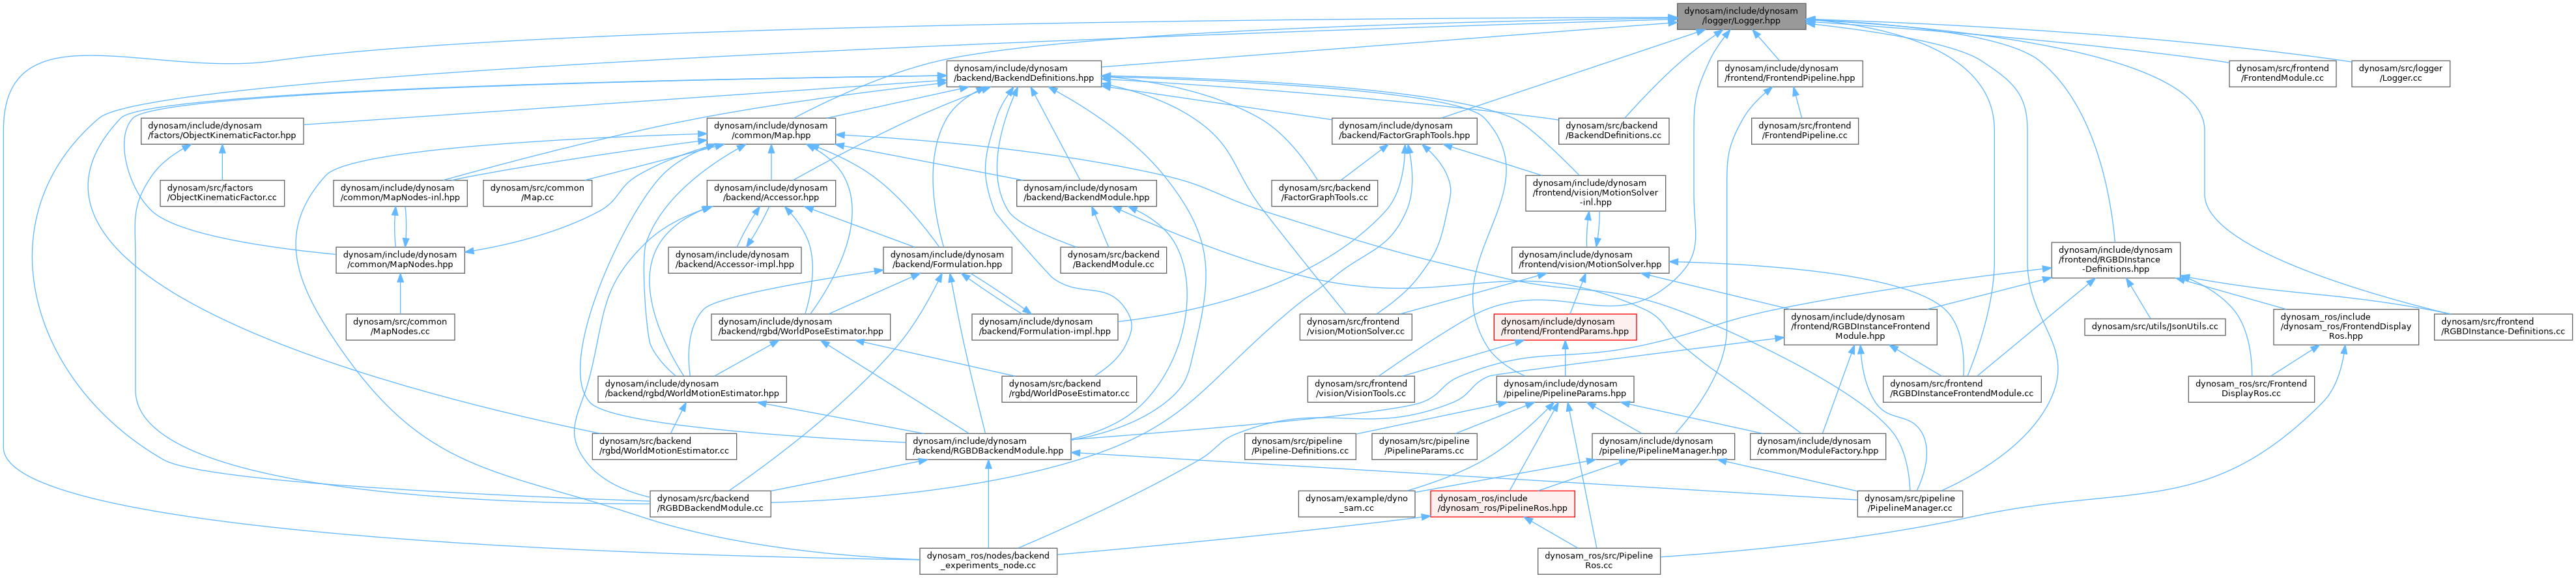 dynosam/include/dynosam
/logger/Logger.hpp
dynosam/include/dynosam
/backend/BackendDefinitions.hpp
dynosam/include/dynosam
/frontend/FrontendPipeline.hpp
dynosam/src/frontend
/FrontendModule.cc
dynosam/src/logger
/Logger.cc
dynosam/include/dynosam
/factors/ObjectKinematicFactor.hpp
dynosam/include/dynosam
/common/Map.hpp
dynosam/include/dynosam
/backend/FactorGraphTools.hpp
dynosam/src/backend
/BackendDefinitions.cc
dynosam/src/frontend
/FrontendPipeline.cc
dynosam/src/factors
/ObjectKinematicFactor.cc
dynosam/include/dynosam
/common/MapNodes-inl.hpp
dynosam/src/common
/Map.cc
dynosam/include/dynosam
/backend/Accessor.hpp
dynosam/include/dynosam
/backend/BackendModule.hpp
dynosam/src/backend
/FactorGraphTools.cc
dynosam/include/dynosam
/frontend/vision/MotionSolver
-inl.hpp
dynosam/include/dynosam
/common/MapNodes.hpp
dynosam/include/dynosam
/backend/Accessor-impl.hpp
dynosam/include/dynosam
/backend/Formulation.hpp
dynosam/src/backend
/BackendModule.cc
dynosam/include/dynosam
/frontend/vision/MotionSolver.hpp
dynosam/include/dynosam
/frontend/RGBDInstance
-Definitions.hpp
dynosam/src/common
/MapNodes.cc
dynosam/include/dynosam
/backend/rgbd/WorldPoseEstimator.hpp
dynosam/include/dynosam
/backend/Formulation-impl.hpp
dynosam/src/frontend
/vision/MotionSolver.cc
dynosam/include/dynosam
/frontend/FrontendParams.hpp
dynosam/include/dynosam
/frontend/RGBDInstanceFrontend
Module.hpp
dynosam/src/utils/JsonUtils.cc
dynosam_ros/include
/dynosam_ros/FrontendDisplay
Ros.hpp
dynosam/src/frontend
/RGBDInstance-Definitions.cc
dynosam/include/dynosam
/backend/rgbd/WorldMotionEstimator.hpp
dynosam/src/backend
/rgbd/WorldPoseEstimator.cc
dynosam/src/frontend
/vision/VisionTools.cc
dynosam/include/dynosam
/pipeline/PipelineParams.hpp
dynosam/src/frontend
/RGBDInstanceFrontendModule.cc
dynosam_ros/src/Frontend
DisplayRos.cc
dynosam/src/backend
/rgbd/WorldMotionEstimator.cc
dynosam/include/dynosam
/backend/RGBDBackendModule.hpp
dynosam/src/pipeline
/Pipeline-Definitions.cc
dynosam/src/pipeline
/PipelineParams.cc
dynosam/include/dynosam
/pipeline/PipelineManager.hpp
dynosam/include/dynosam
/common/ModuleFactory.hpp
dynosam/src/backend
/RGBDBackendModule.cc
dynosam/example/dyno
_sam.cc
dynosam_ros/include
/dynosam_ros/PipelineRos.hpp
dynosam/src/pipeline
/PipelineManager.cc
dynosam_ros/nodes/backend
_experiments_node.cc
dynosam_ros/src/Pipeline
Ros.cc